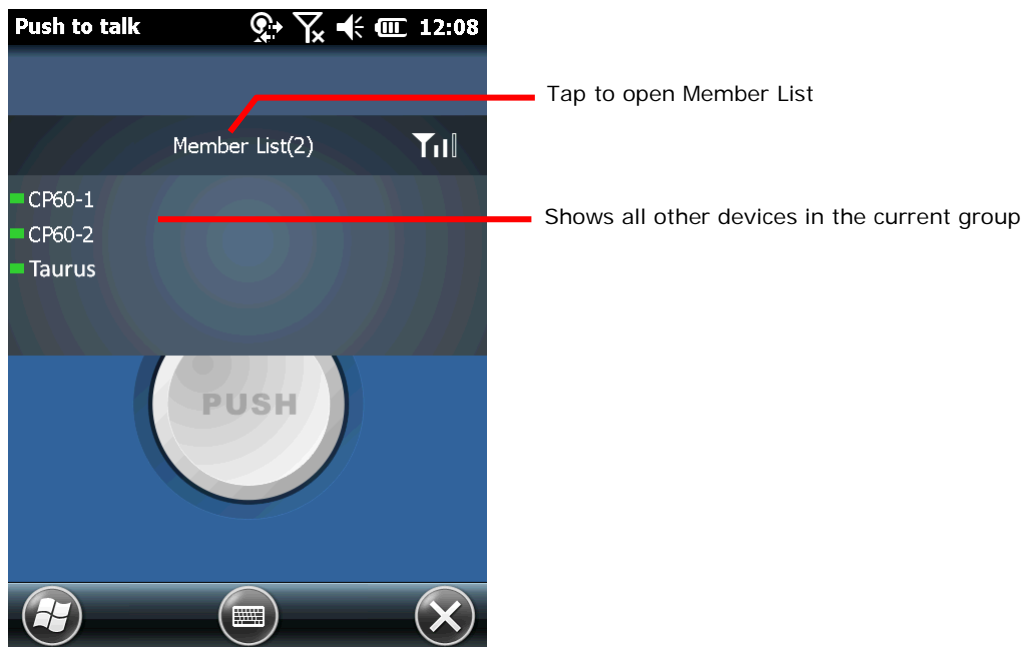 Push to talk 12:08
Tap to open Member List
Member List(2)
CP60-1
Shows all other devices in the current group
CP60-2
Taurus
PUSH